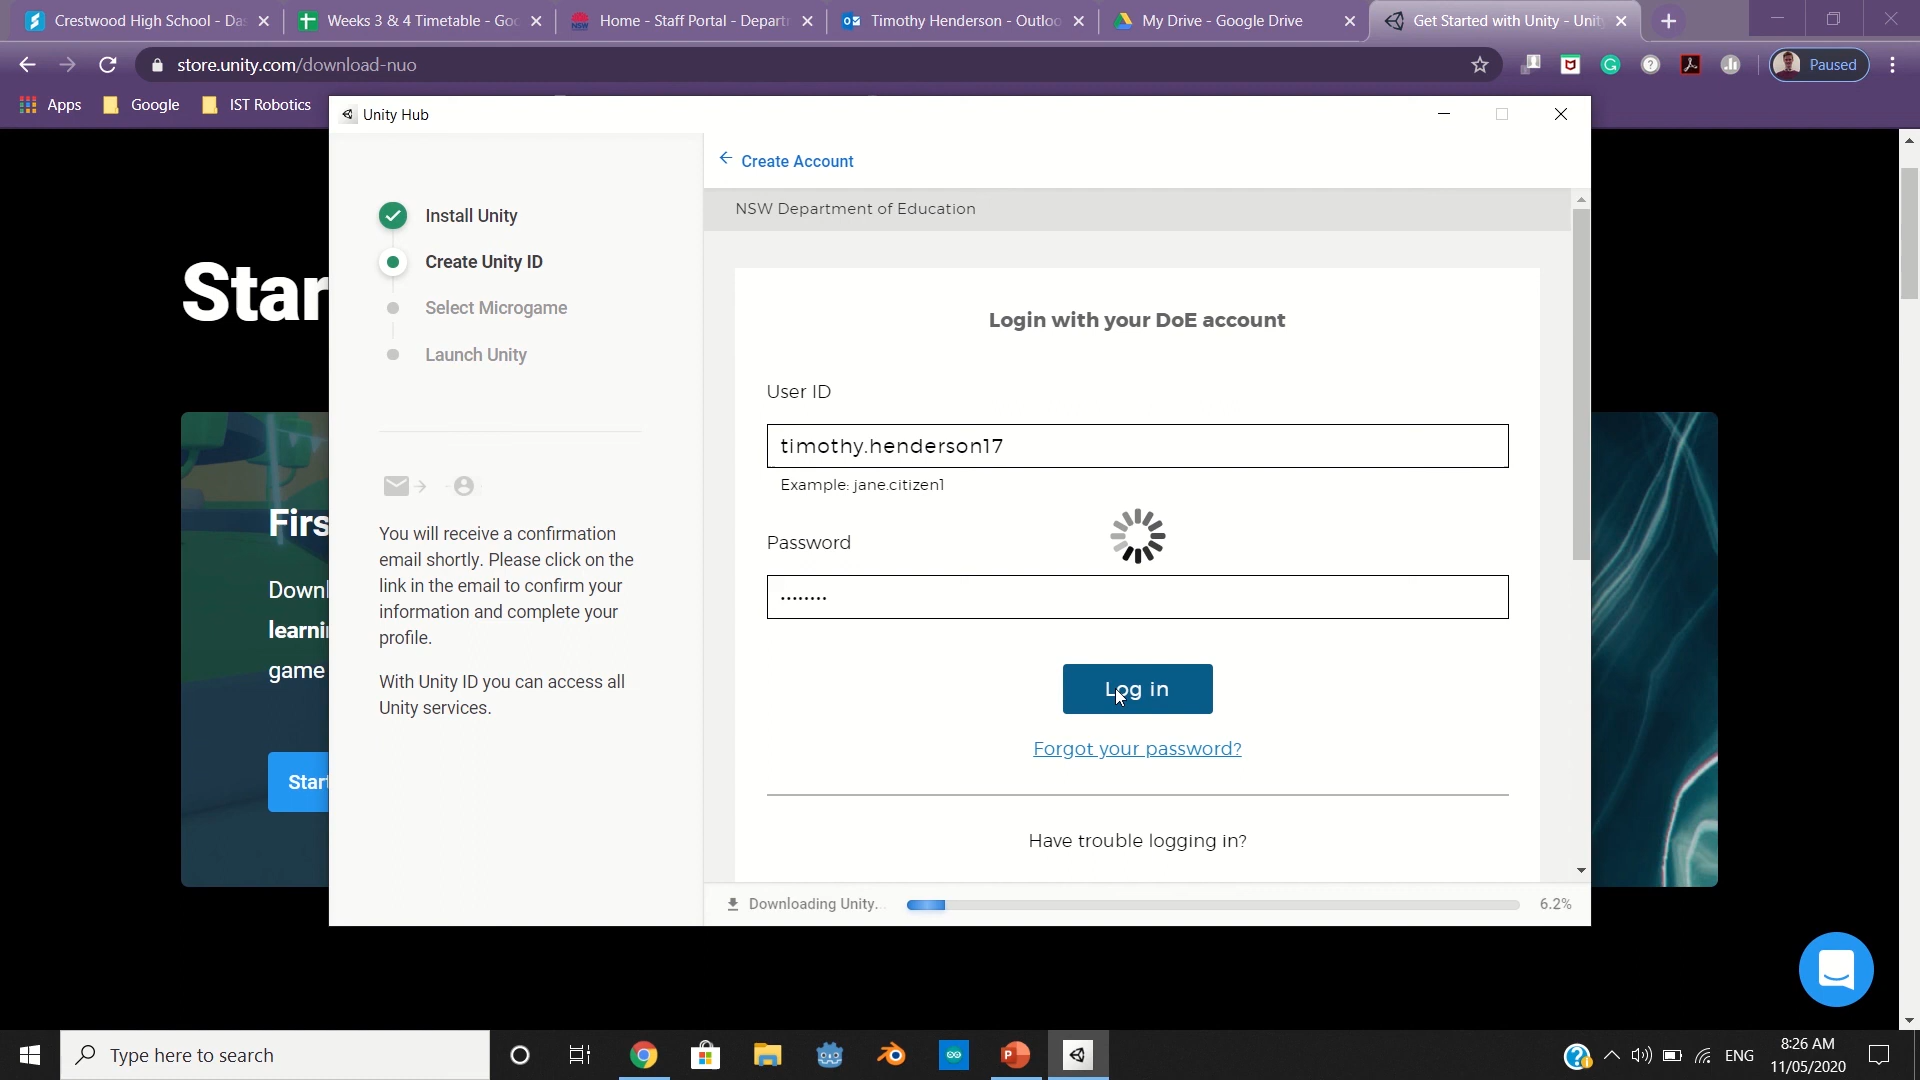 Crestwood High School - Das
Weeks 3 & 4 Timetable - Goo
Home - Staff Portal - Departm
Timothy Henderson - Outloo
My Drive - Google Drive
Get Started with Unity - Unit
store.unity.com/download-nuo
Paused
Apps
Google
IST Robotics
Unity Hub
Create Account
Install Unity
Create Unity ID
Select Microgame
Launch Unity
You will receive a confirmation
email shortly. Please click on the
link in the email to confirm your
information and complete your
profile.
With Unity ID you can access all
Unity services.
NSW Department of Education
Login with your DoE account
User ID
timothy.henderson17
Example: jane.citizen1
Password
••••••••
Log in
Forgot your password?
Have trouble logging in?
Downloading Unity...
6.2%
Star
Firs
Downl
learni
game
Start
Type here to search
ENG
8:26 AM
11/05/2020